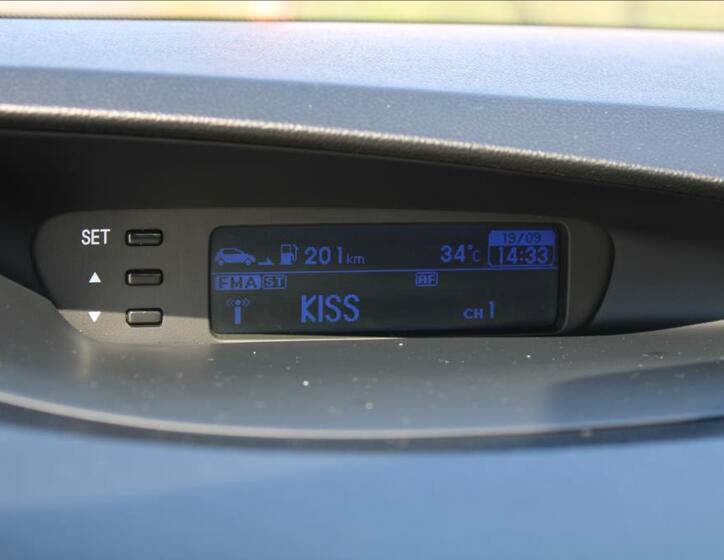 SET
201km 34°C 19/09 14:33
FMA ST AF
KISS CH 1